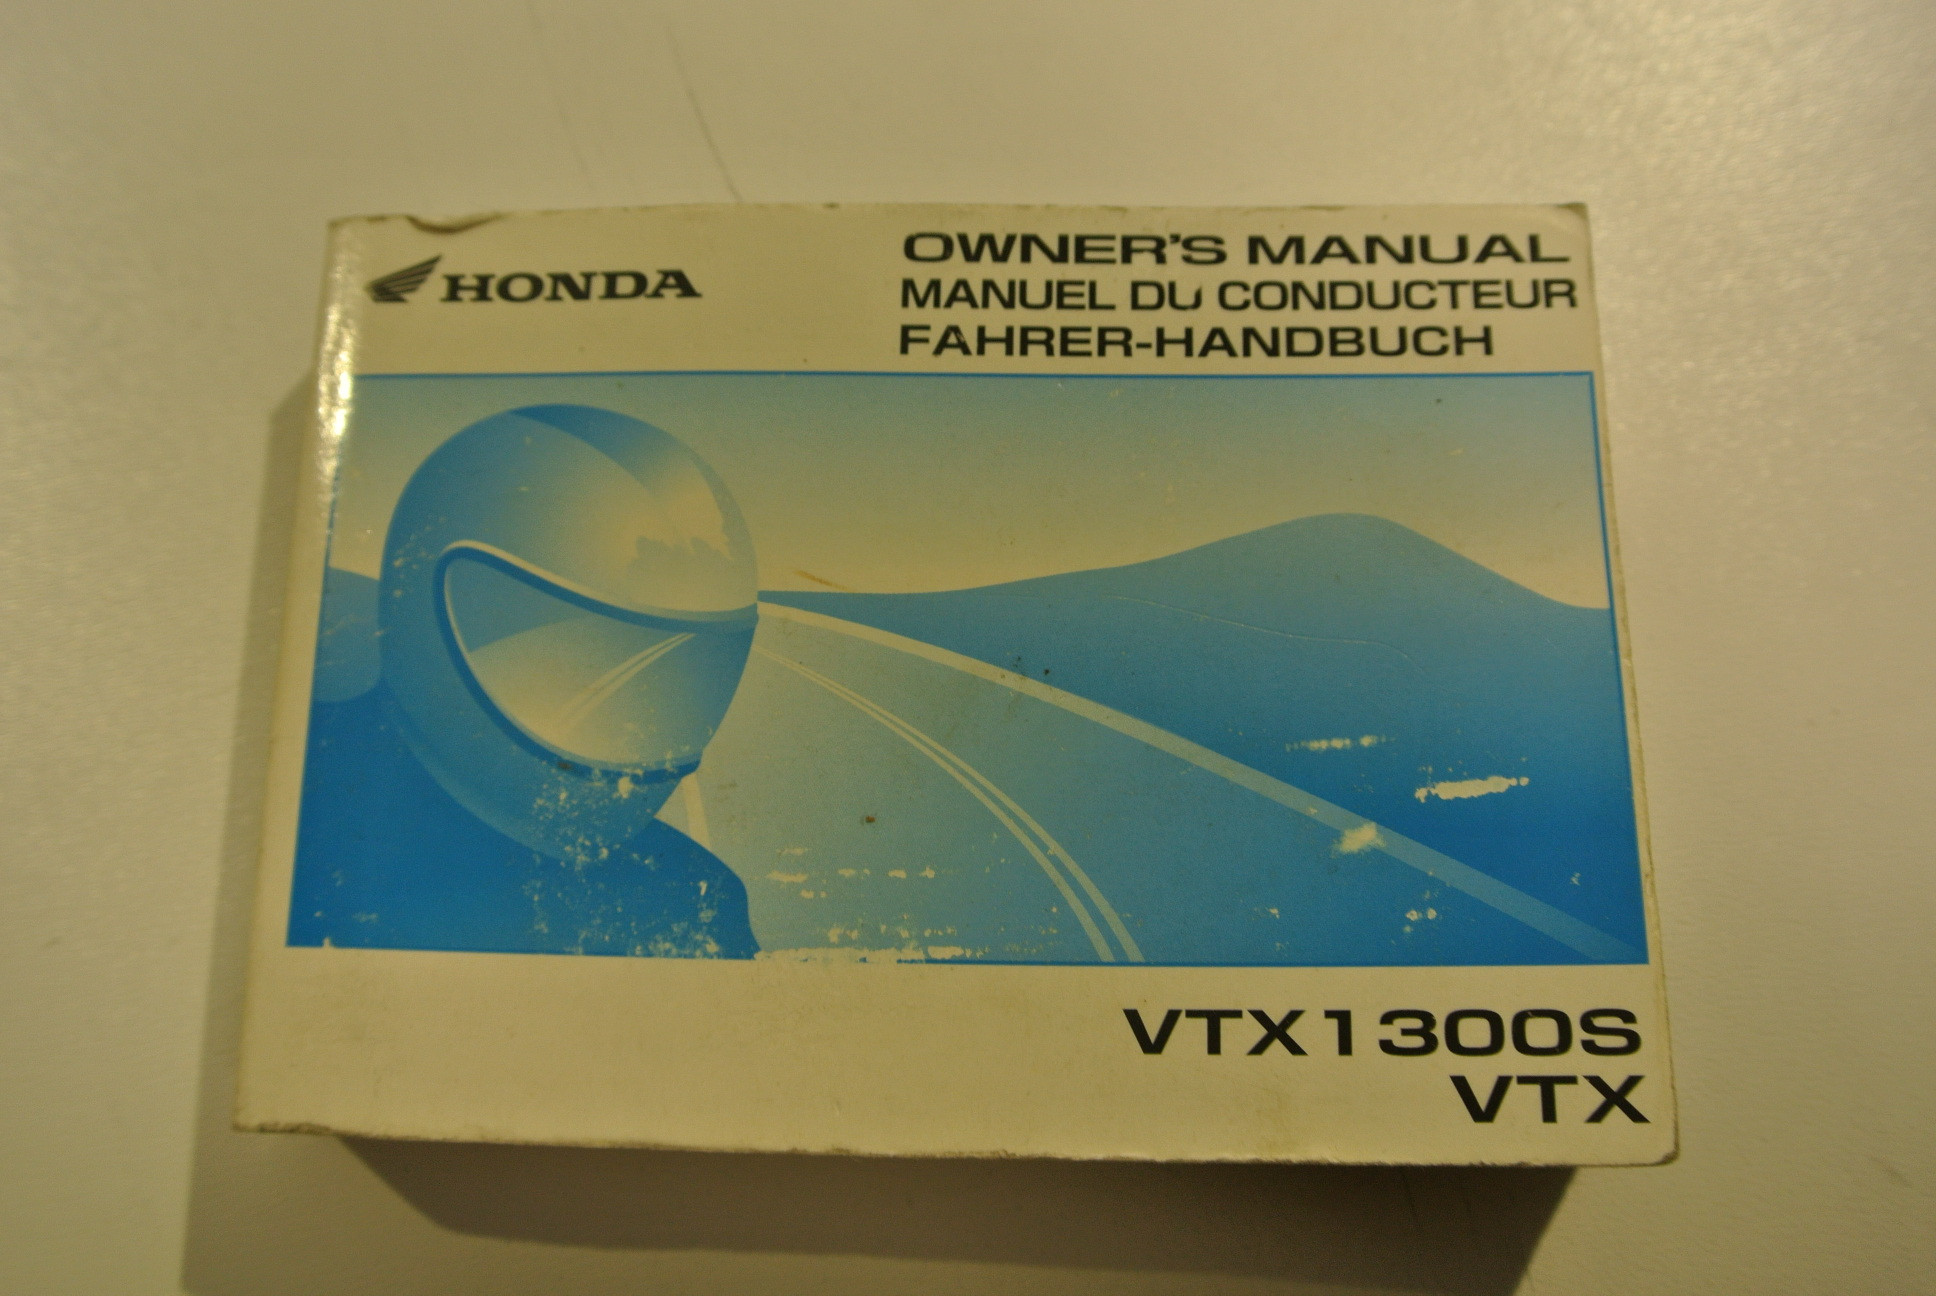 HONDA
OWNER'S MANUAL
MANUEL DU CONDUCTEUR
FAHRER-HANDBUCH
VTX1300S
VTX